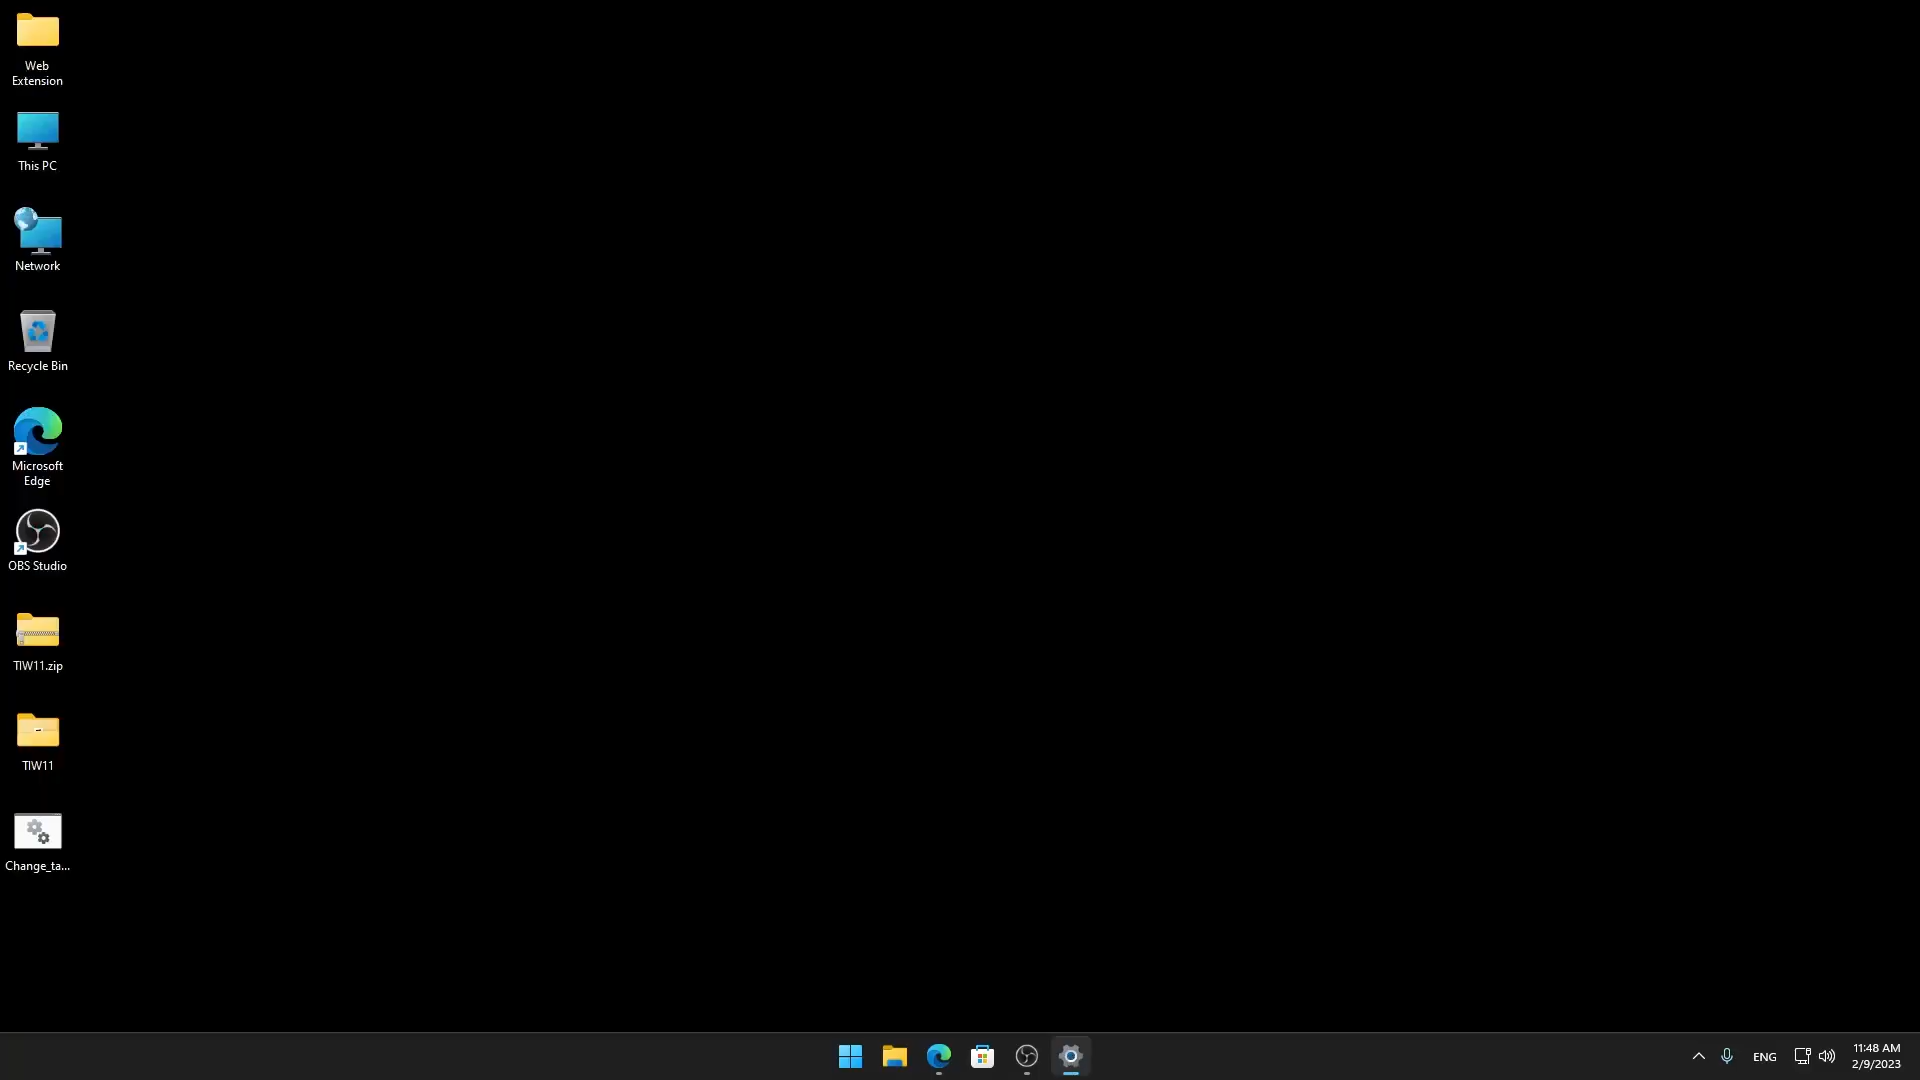 Web
Extension
This PC
Network
Recycle Bin
Microsoft
Edge
OBS Studio
TIW11.zip
TIW11
Change_ta...
ENG
11:48 AM
2/9/2023